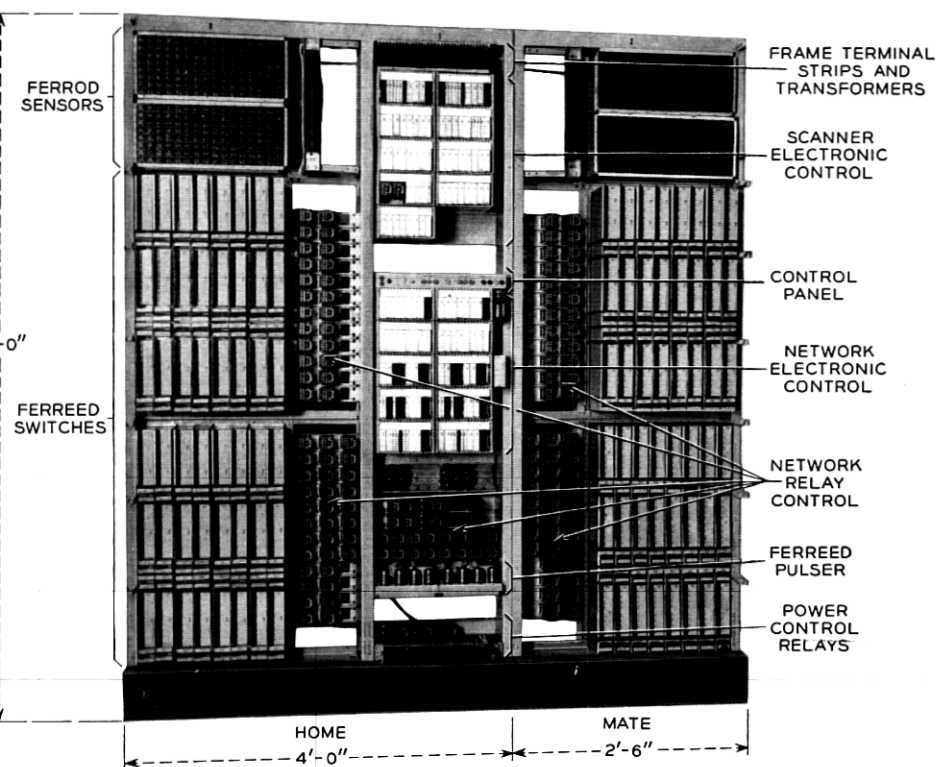 FERROD
SENSORS
FERREED
SWITCHES
FRAME TERMINAL
STRIPS AND
TRANSFORMERS
SCANNER
ELECTRONIC
CONTROL
CONTROL
PANEL
NETWORK
ELECTRONIC
CONTROL
NETWORK
RELAY
CONTROL
FERREED
PULSER
POWER
CONTROL
RELAYS
HOME
4'-0"
MATE
2'-6"